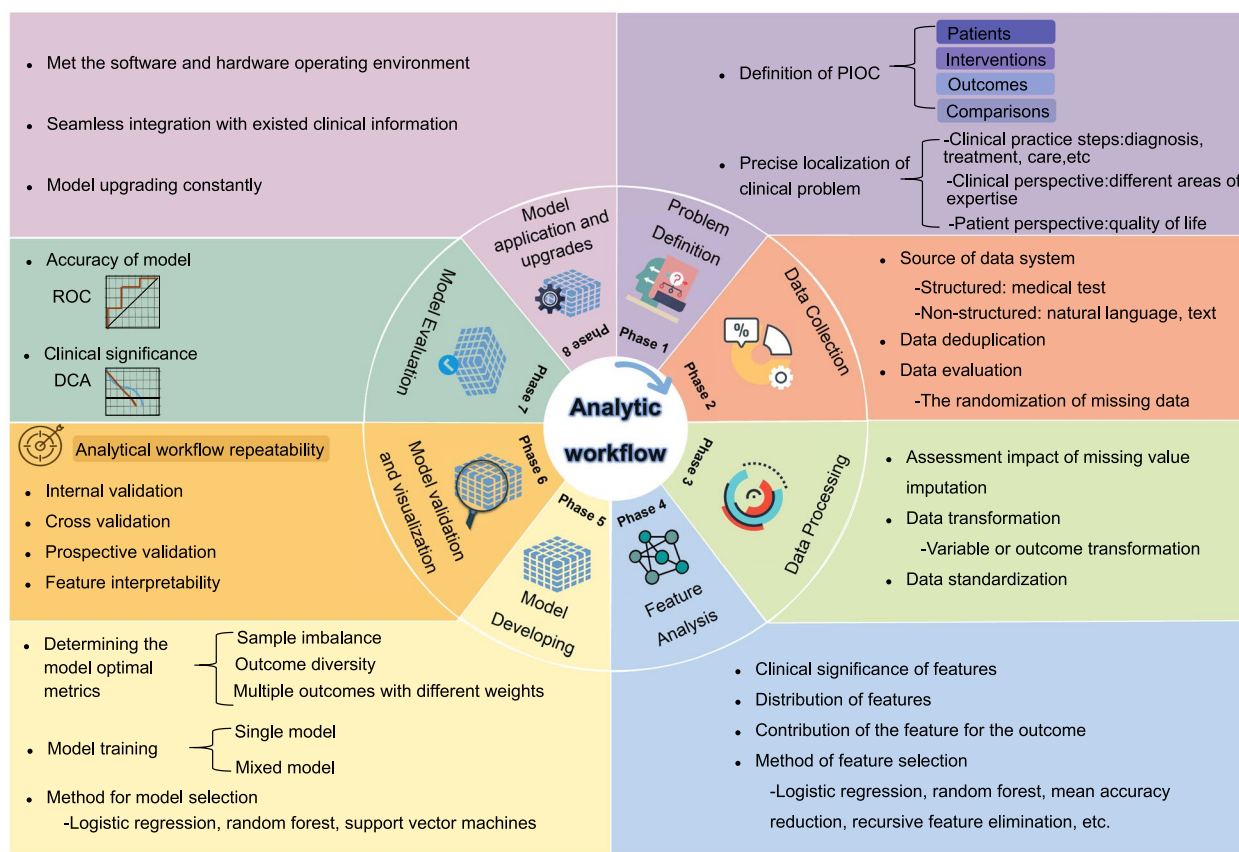 Met the software and hardware operating environment
Seamless integration with existed clinical information
Model upgrading constantly
Definition of PIOC
Patients
Interventions
Outcomes
Comparisons
Precise localization of
clinical problem
-Clinical practice steps:diagnosis,
treatment, care,etc
-Clinical perspective:different areas of
expertise
-Patient perspective:quality of life
Accuracy of model
ROC
Clinical significance
DCA
Source of data system
-Structured: medical test
-Non-structured: natural language, text
Data deduplication
Data evaluation
-The randomization of missing data
Model
application and
upgrades
Phase 8
Problem
Definition
Phase 1
Data Collection
%
?
Phase 2
Model Evaluation
Phase 7
Analytic
workflow
Analytical workflow repeatability
Internal validation
Cross validation
Prospective validation
Feature interpretability
Model validation
and visualization
Phase 6
Data Processing
Phase 3
Assessment impact of missing value
imputation
Data transformation
-Variable or outcome transformation
Data standardization
Phase 5
Model
Developing
Phase 4
Feature
Analysis
Determining the
model optimal
metrics
Sample imbalance
Outcome diversity
Multiple outcomes with different weights
Model training
Single model
Mixed model
Method for model selection
-Logistic regression, random forest, support vector machines
Clinical significance of features
Distribution of features
Contribution of the feature for the outcome
Method of feature selection
-Logistic regression, random forest, mean accuracy
reduction, recursive feature elimination, etc.